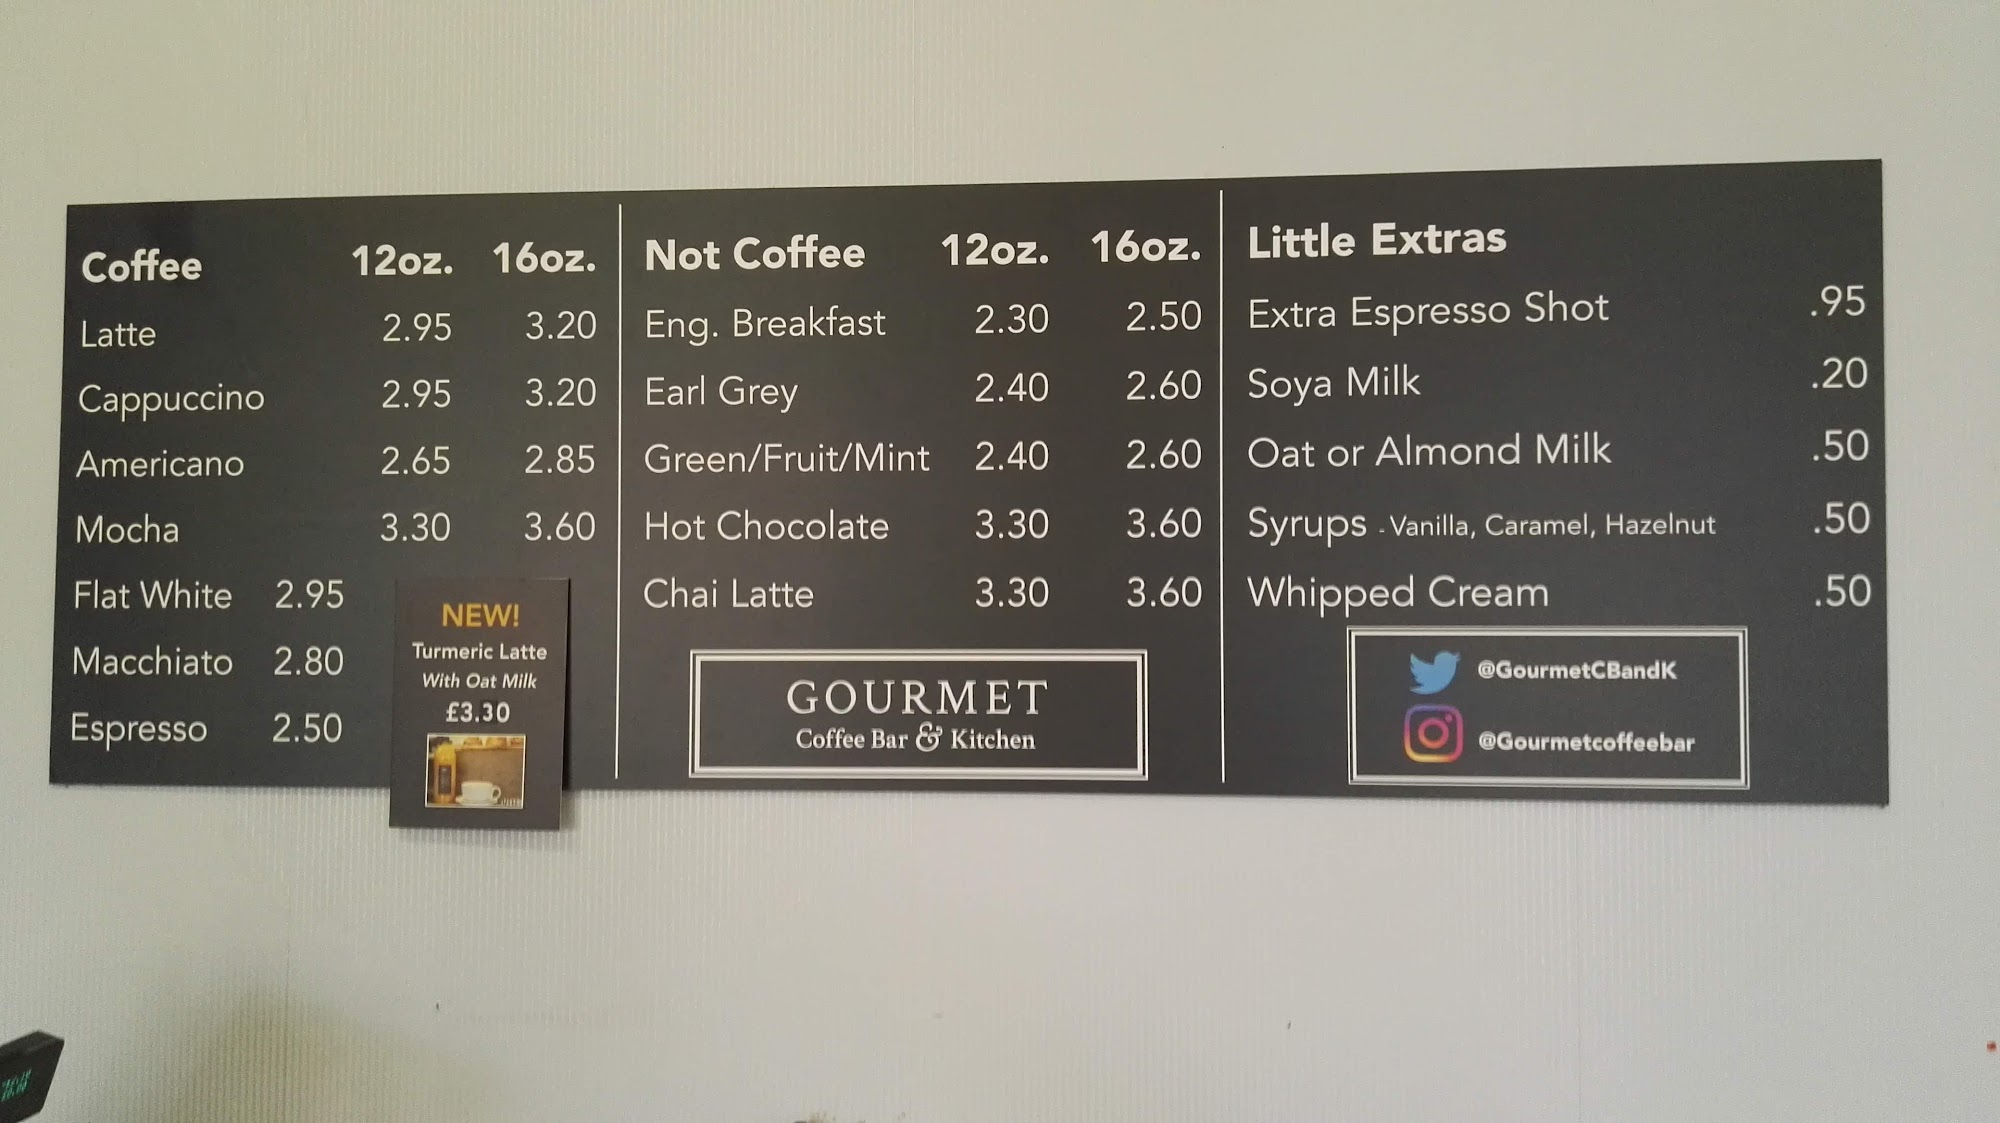 Coffee 12oz. 16oz.
Latte 2.95 3.20
Cappuccino 2.95 3.20
Americano 2.65 2.85
Mocha 3.30 3.60
Flat White 2.95
Macchiato 2.80
Espresso 2.50
NEW!
Turmeric Latte
With Oat Milk
£3.30
Not Coffee 12oz. 16oz.
Eng. Breakfast 2.30 2.50
Earl Grey 2.40 2.60
Green/Fruit/Mint 2.40 2.60
Hot Chocolate 3.30 3.60
Chai Latte 3.30 3.60
GOURMET
Coffee Bar & Kitchen
Little Extras
Extra Espresso Shot .95
Soya Milk .20
Oat or Almond Milk .50
Syrups - Vanilla, Caramel, Hazelnut .50
Whipped Cream .50
@GourmetCBandK
@Gourmetcoffeebar